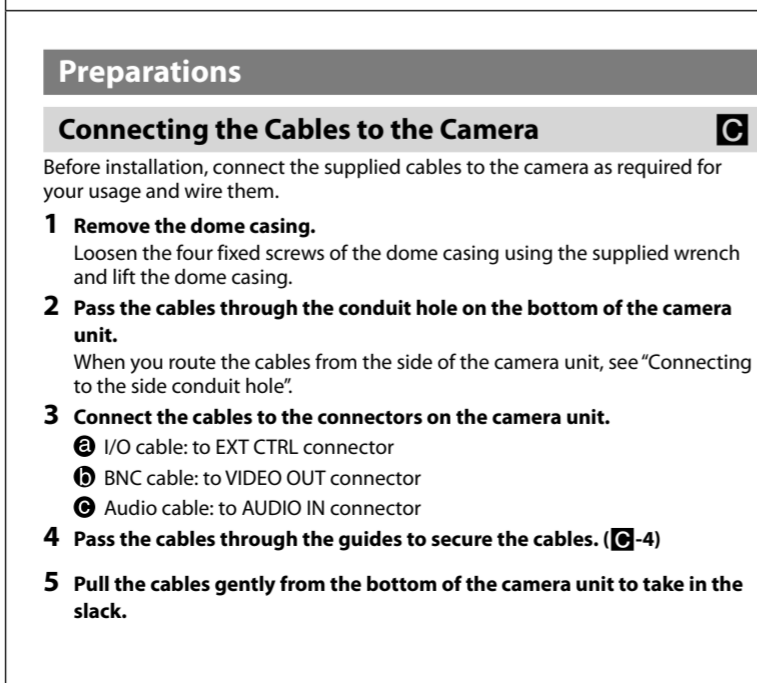 Preparations
Connecting the Cables to the Camera C
Before installation, connect the supplied cables to the camera as required for
your usage and wire them.
1 Remove the dome casing.
Loosen the four fixed screws of the dome casing using the supplied wrench
and lift the dome casing.
2 Pass the cables through the conduit hole on the bottom of the camera
unit.
When you route the cables from the side of the camera unit, see “Connecting
to the side conduit hole”.
3 Connect the cables to the connectors on the camera unit.
a I/O cable: to EXT CTRL connector
b BNC cable: to VIDEO OUT connector
c Audio cable: to AUDIO IN connector
4 Pass the cables through the guides to secure the cables. (C-4)
5 Pull the cables gently from the bottom of the camera unit to take in the
slack.